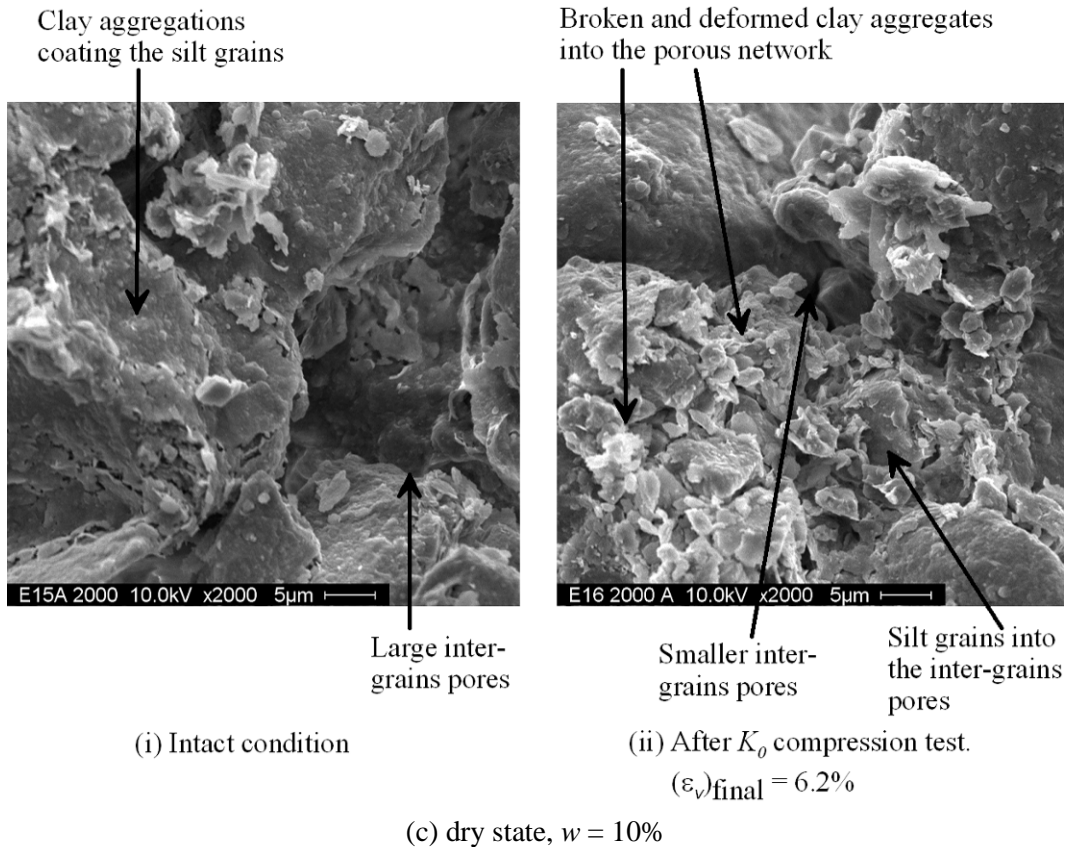 Clay aggregations
coating the silt grains
Broken and deformed clay aggregates
into the porous network
E15A 2000 10.0kV x2000 5µm
E16 2000 A 10.0kV x2000 5µm
Large inter-
grains pores
Smaller inter-
grains pores
Silt grains into
the inter-grains
pores
(i) Intact condition
(ii) After K₀ compression test.
(εᵥ)final = 6.2%
(c) dry state, w = 10%